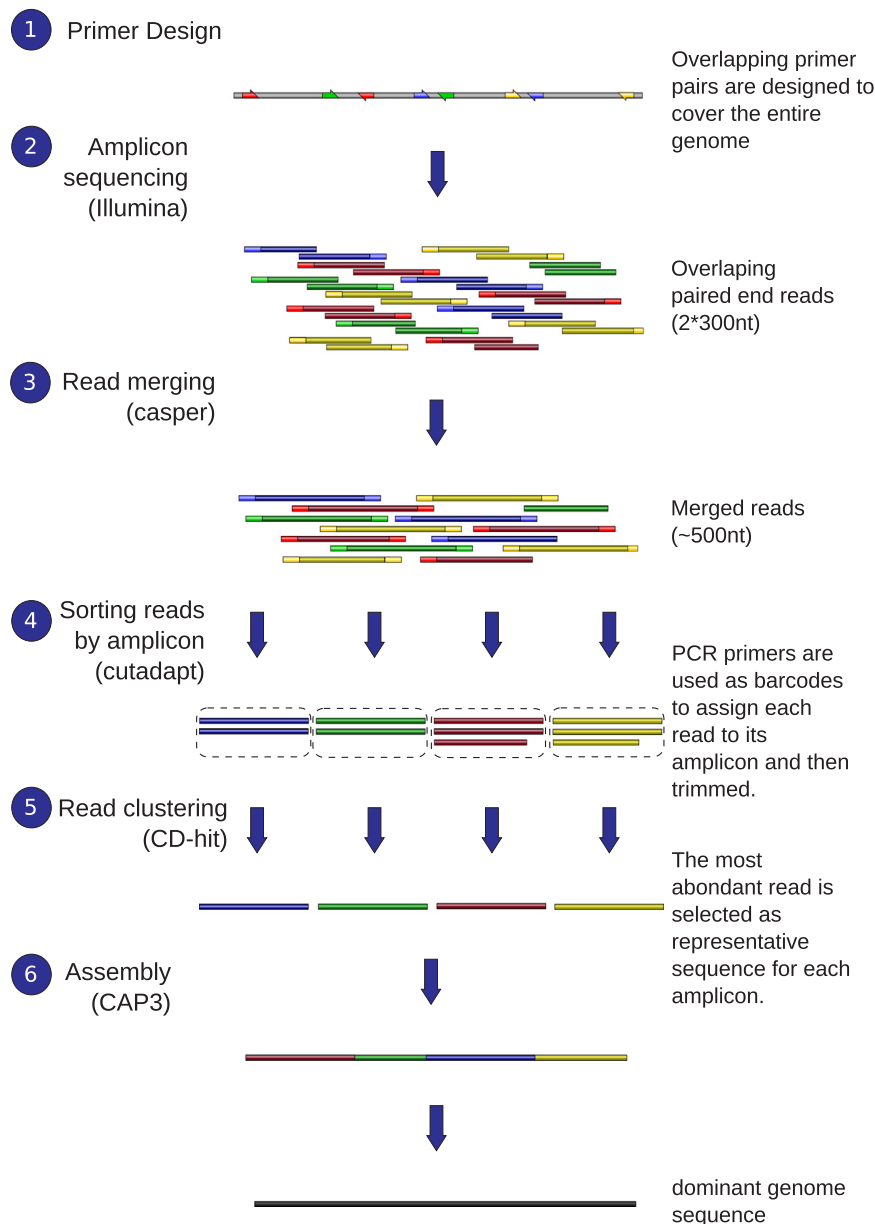 1
Primer Design
Overlapping primer
pairs are designed to
cover the entire
genome
2
Amplicon
sequencing
(Illumina)
Overlaping
paired end reads
(2*300nt)
3
Read merging
(casper)
Merged reads
(~500nt)
4
Sorting reads
by amplicon
(cutadapt)
PCR primers are
used as barcodes
to assign each
read to its
amplicon and then
trimmed.
5
Read clustering
(CD-hit)
The most
abondant read is
selected as
representative
sequence for each
amplicon.
6
Assembly
(CAP3)
dominant genome
sequence